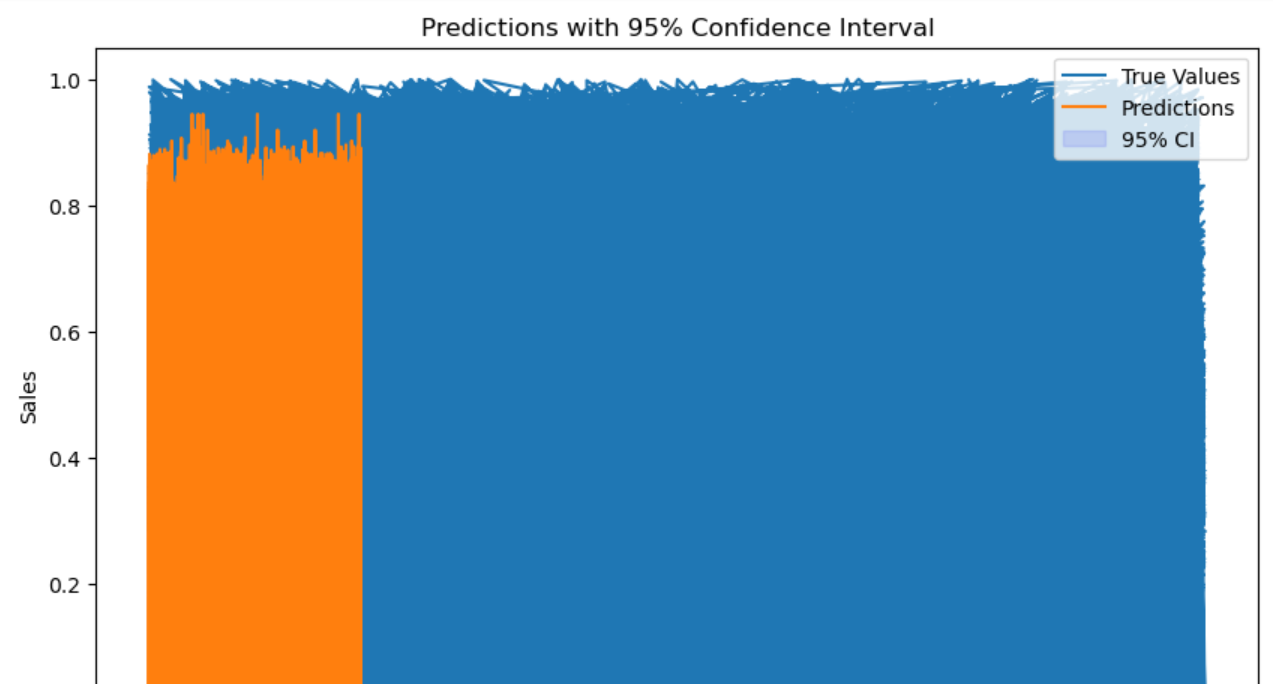 Predictions with 95% Confidence Interval
True Values
Predictions
95% CI
1.0
0.8
0.6
0.4
0.2
Sales